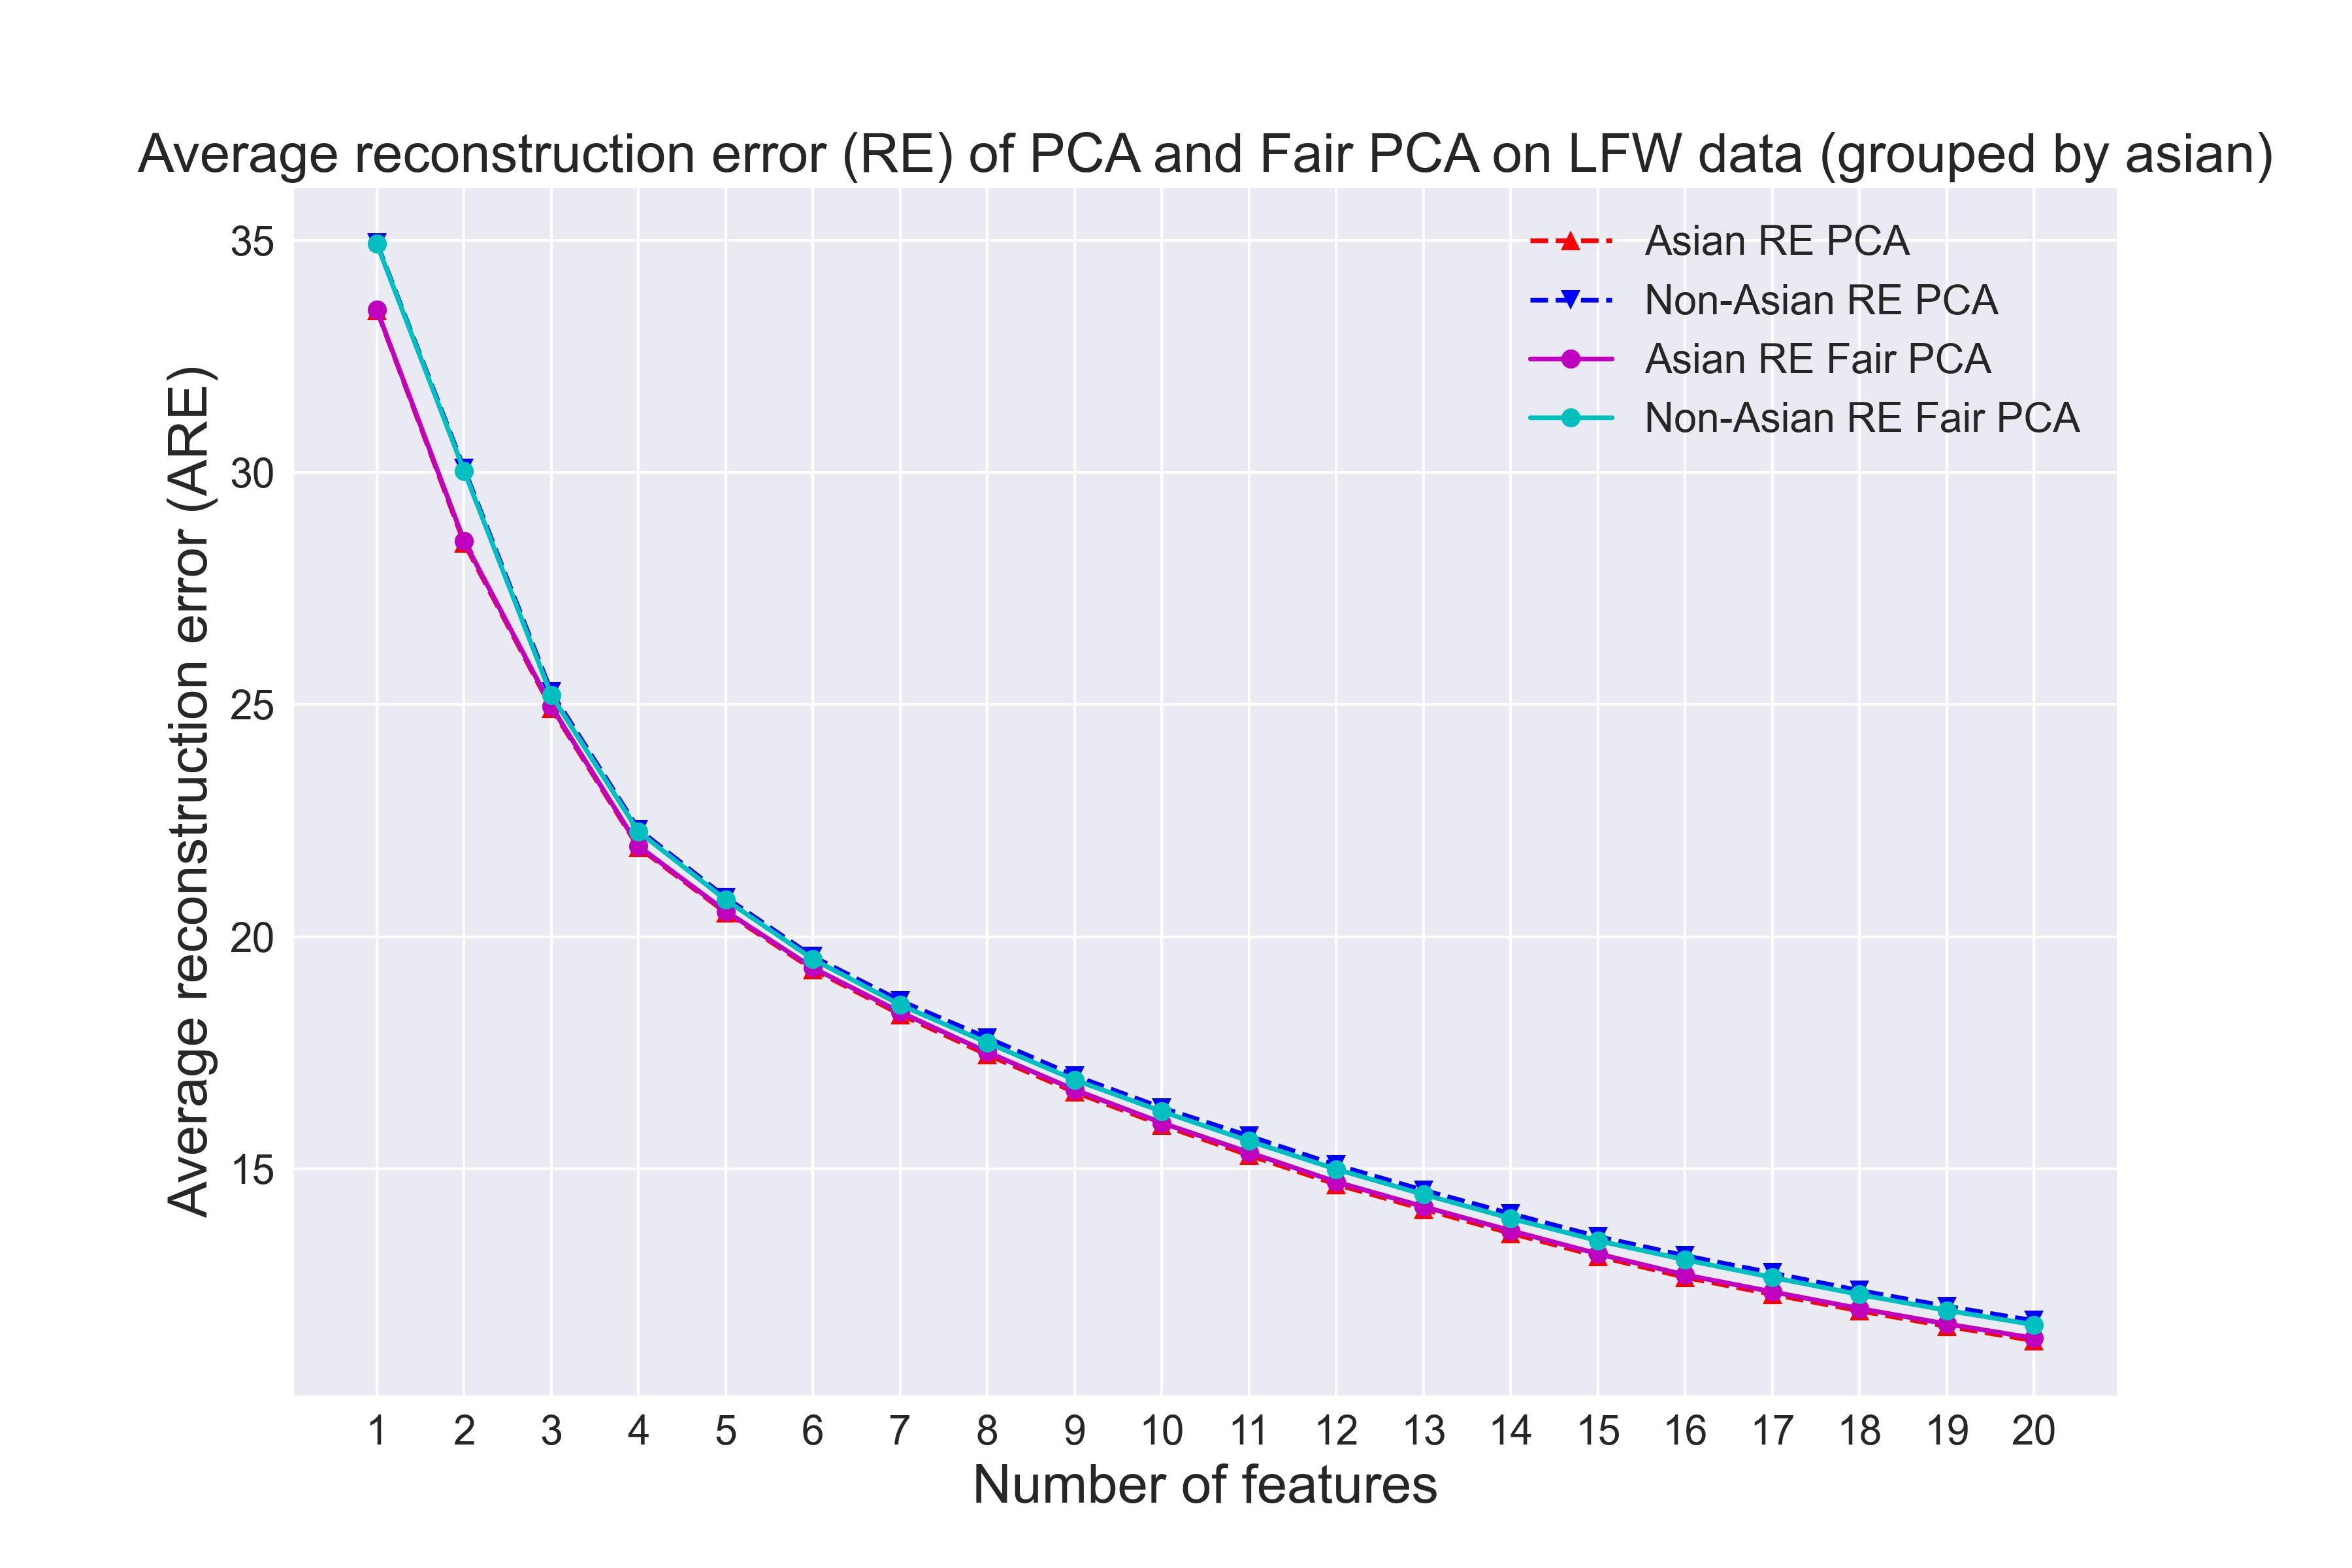 Average reconstruction error (RE) of PCA and Fair PCA on LFW data (grouped by asian)
Asian RE PCA
Non-Asian RE PCA
Asian RE Fair PCA
Non-Asian RE Fair PCA
Average reconstruction error (ARE)
35
30
25
20
15
1 2 3 4 5 6 7 8 9 10 11 12 13 14 15 16 17 18 19 20
Number of features